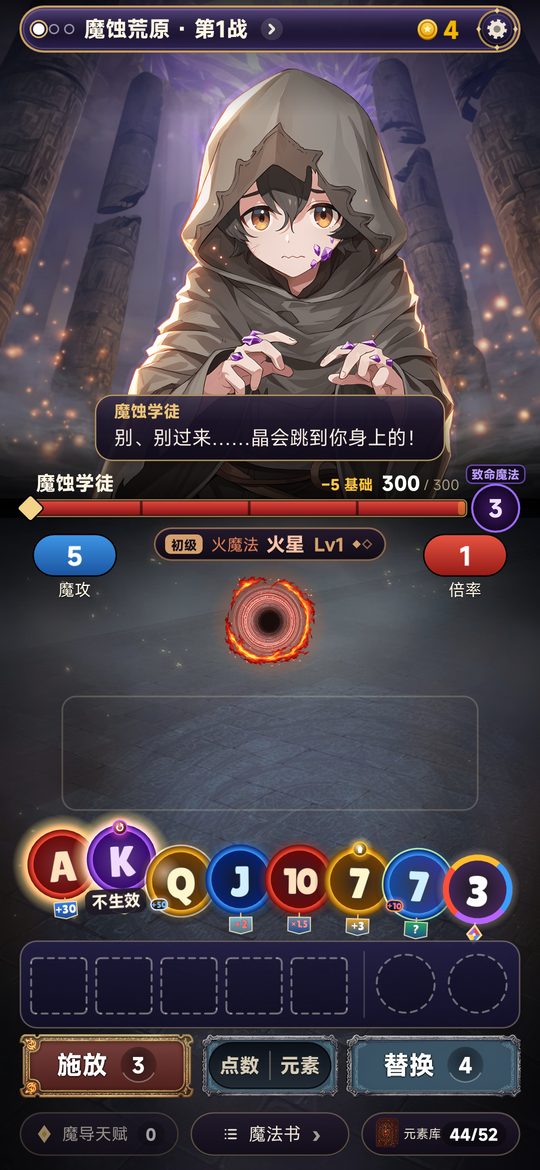 魔蚀荒原 · 第1战 >
4
魔蚀学徒
别、别过来……晶会跳到你身上的！
致命魔法
魔蚀学徒 -5 基础 300 / 300 3
初级 火魔法 火星 Lv1
5 1
魔攻 倍率
A K Q J 10 7 7 3
+30 不生效 +50 +2 ×1.5 +3 +10 ?
施放 3 点数 | 元素 替换 4
魔导天赋 0 魔法书 > 元素库 44/52